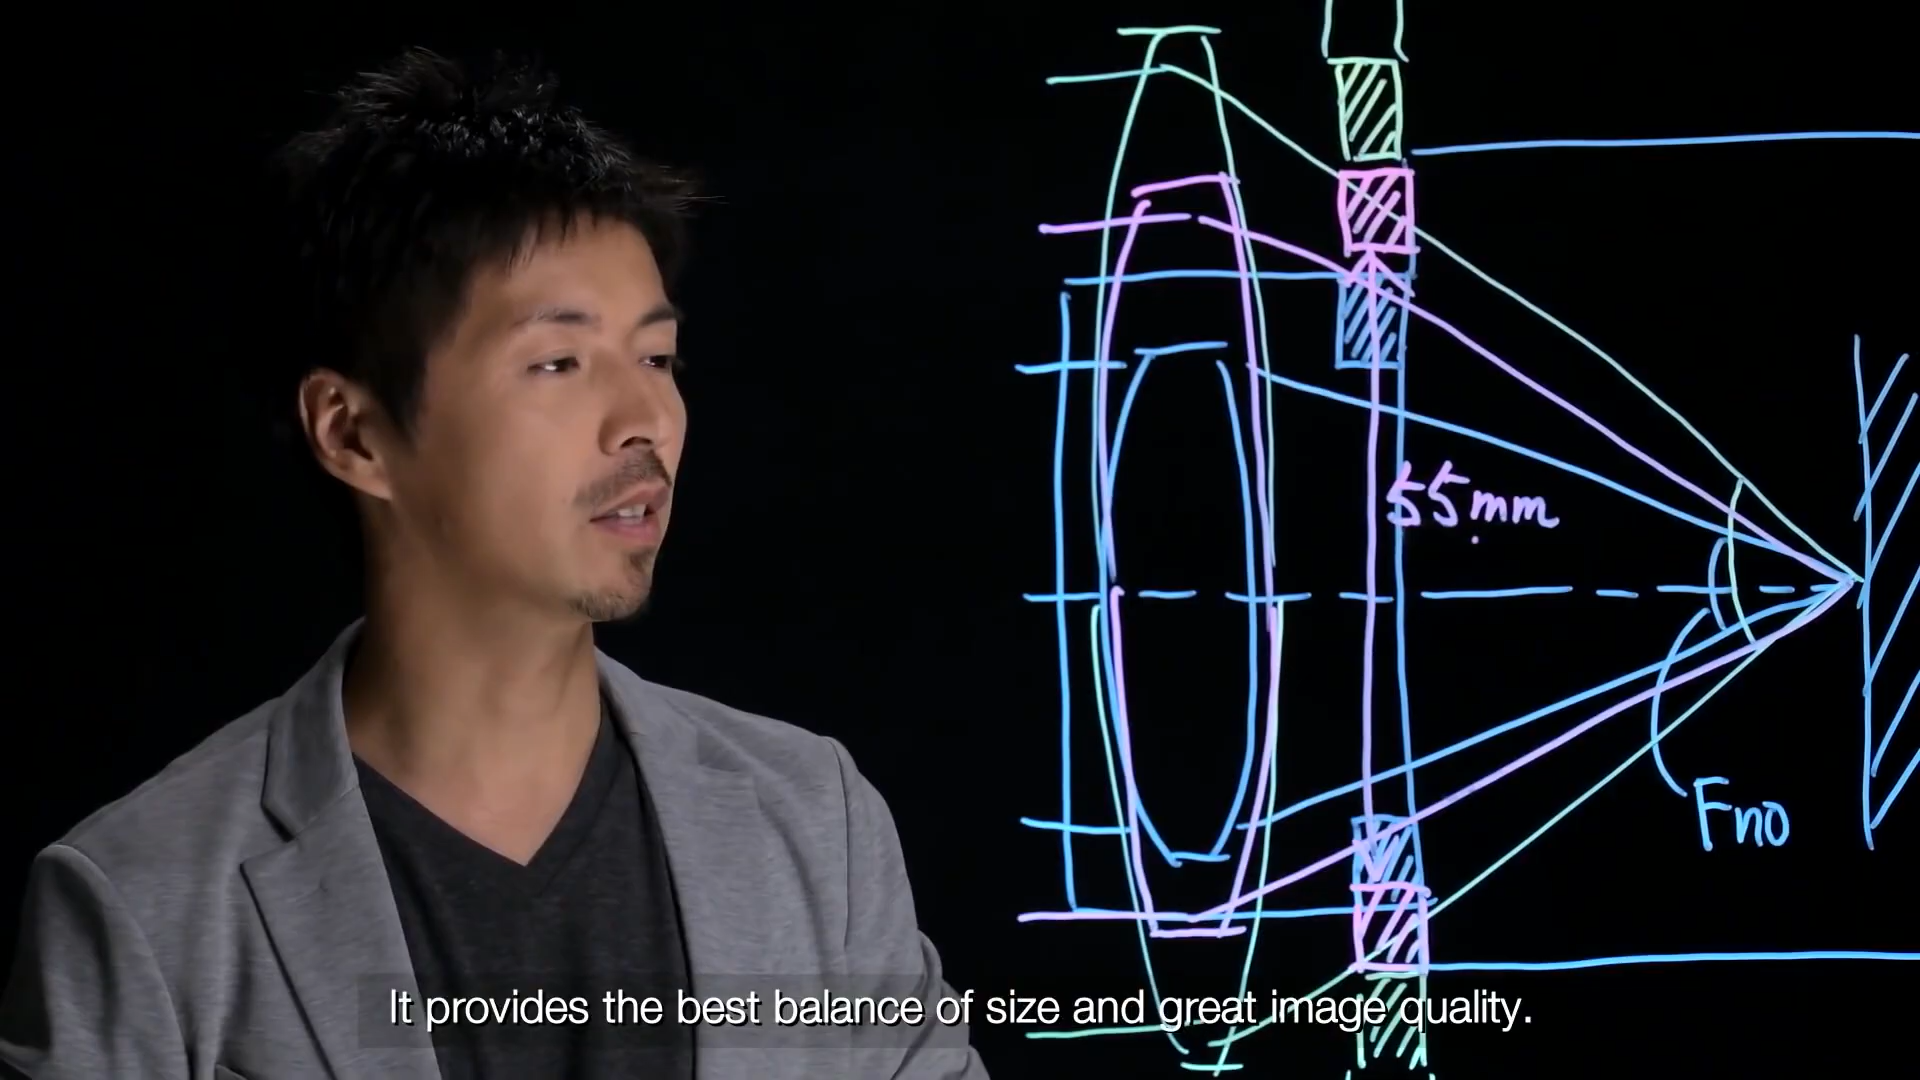 55mm
Fno
It provides the best balance of size and great image quality.